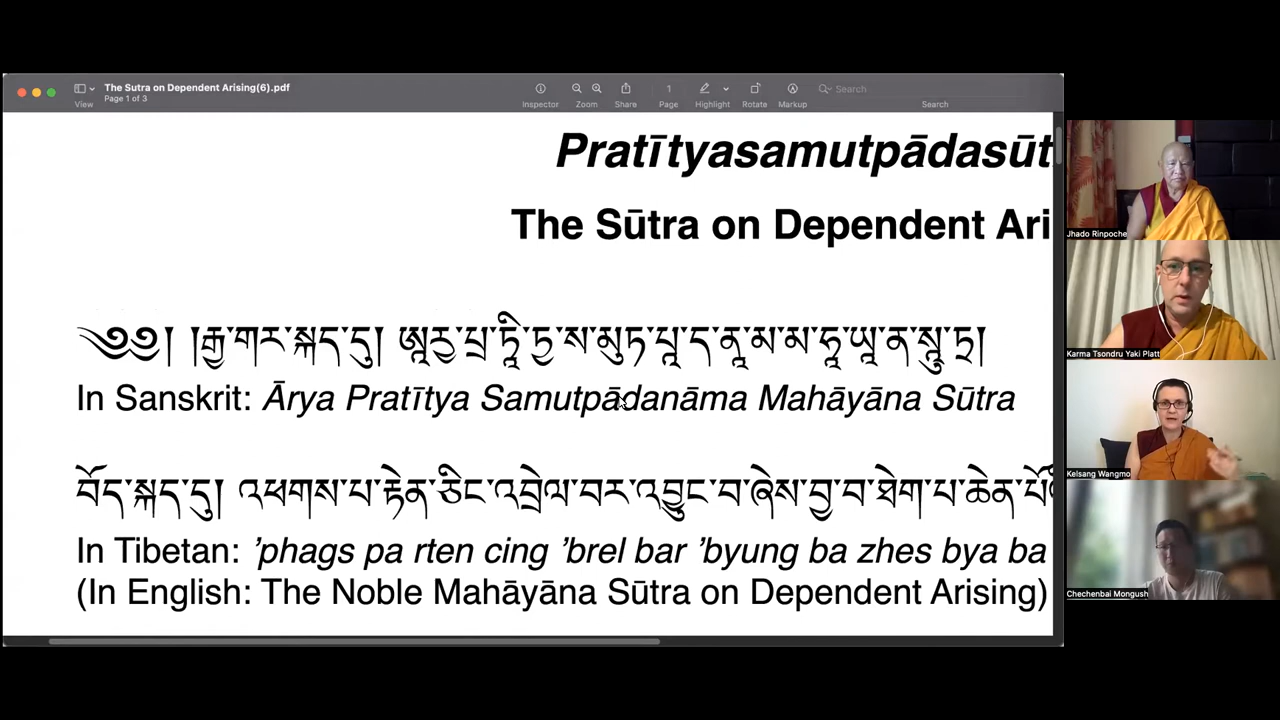 The Sutra on Dependent Arising(6).pdf
Page 1 of 3
View
Inspector
Zoom
Share
1
Page
Highlight
Rotate
Markup
Search
Search
Pratītyasamutpādasūt
The Sūtra on Dependent Ari
༄༅། །རྒྱ་གར་སྐད་དུ། ཨཱརྱ་པྲ་ཏཱི་ཏྱ་ས་མུཏ་པཱ་ད་ནཱ་མ་མ་ཧཱ་ཡཱ་ན་སཱུ་ཏྲ།
In Sanskrit: Ārya Pratītya Samutpādanāma Mahāyāna Sūtra
བོད་སྐད་དུ། འཕགས་པ་རྟེན་ཅིང་འབྲེལ་བར་འབྱུང་བ་ཞེས་བྱ་བ་ཐེག་པ་ཆེན་པོའི
In Tibetan: ’phags pa rten cing ’brel bar ’byung ba zhes bya ba
(In English: The Noble Mahāyāna Sūtra on Dependent Arising)
Jhado Rinpoche
Karma Tsondru Yaki Platt
Kelsang Wangmo
Chechenbai Mongush